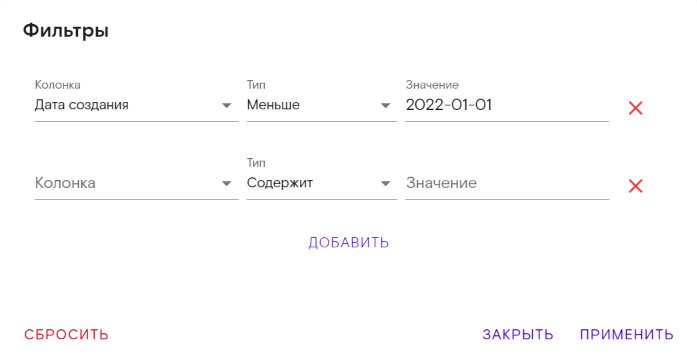 Фильтры
Колонка Тип Значение
Дата создания Меньше 2022-01-01
Тип
Колонка Содержит Значение
ДОБАВИТЬ
СБРОСИТЬ ЗАКРЫТЬ ПРИМЕНИТЬ